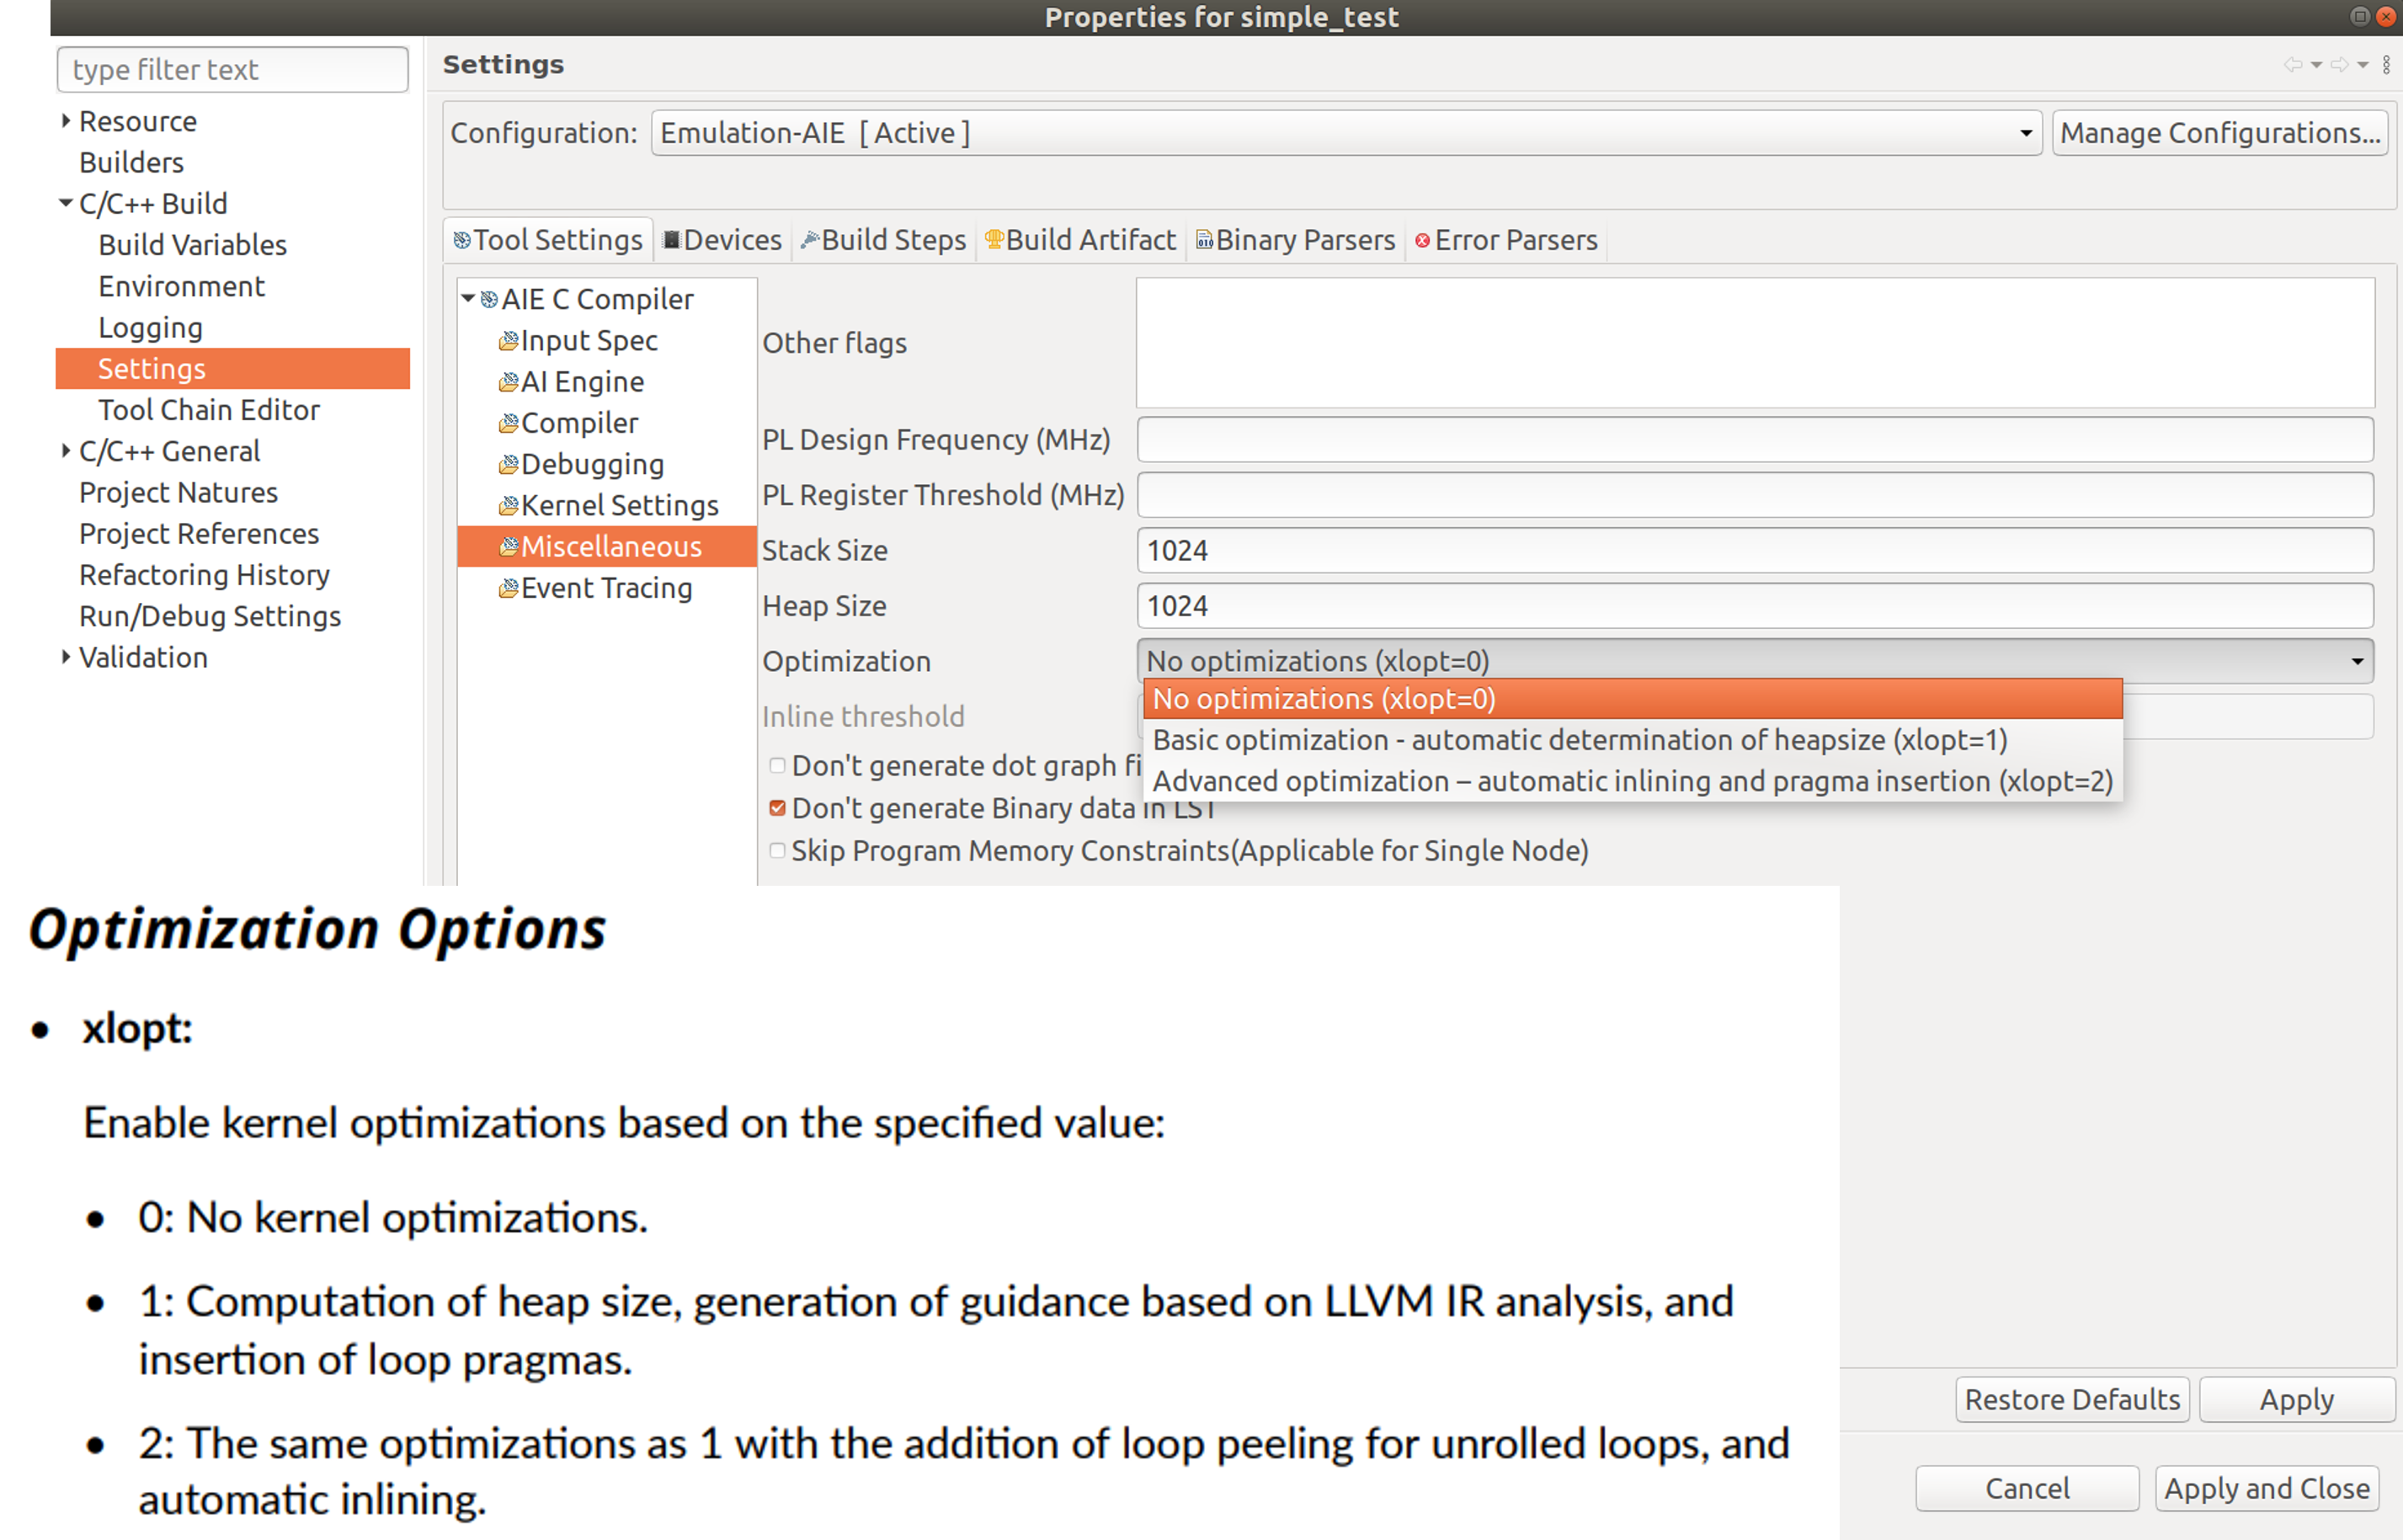 Properties for simple_test
type filter text
Resource
Builders
C/C++ Build
Build Variables
Environment
Logging
Settings
Tool Chain Editor
C/C++ General
Project Natures
Project References
Refactoring History
Run/Debug Settings
Validation
Settings
Configuration: Emulation-AIE [ Active ] Manage Configurations...
Tool Settings Devices Build Steps Build Artifact Binary Parsers Error Parsers
AIE C Compiler
Input Spec
AI Engine
Compiler
Debugging
Kernel Settings
Miscellaneous
Event Tracing
Other flags
PL Design Frequency (MHz)
PL Register Threshold (MHz)
Stack Size 1024
Heap Size 1024
Optimization No optimizations (xlopt=0)
No optimizations (xlopt=0)
Basic optimization - automatic determination of heapsize (xlopt=1)
Advanced optimization – automatic inlining and pragma insertion (xlopt=2)
Inline threshold
Don't generate dot graph fi
Don't generate Binary data in LST
Skip Program Memory Constraints(Applicable for Single Node)
Optimization Options
• xlopt:
Enable kernel optimizations based on the specified value:
• 0: No kernel optimizations.
• 1: Computation of heap size, generation of guidance based on LLVM IR analysis, and
insertion of loop pragmas.
• 2: The same optimizations as 1 with the addition of loop peeling for unrolled loops, and
automatic inlining.
Restore Defaults Apply
Cancel Apply and Close